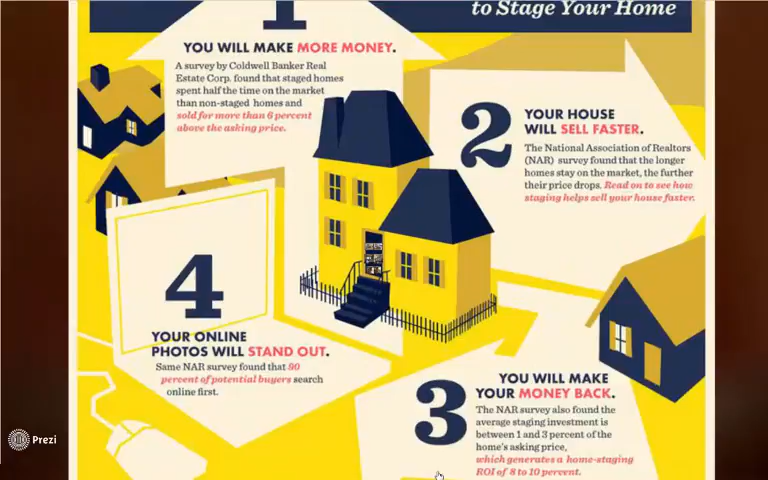 to Stage Your Home
1
YOU WILL MAKE MORE MONEY.
A survey by Coldwell Banker Real
Estate Corp. found that staged homes
spent half the time on the market
than non-staged homes and
sold for more than 6 percent
above the asking price.
2
YOUR HOUSE
WILL SELL FASTER.
The National Association of Realtors
(NAR) survey found that the longer
homes stay on the market, the further
their price drops. Read on to see how
staging helps sell your house faster.
4
YOUR ONLINE
PHOTOS WILL STAND OUT.
Same NAR survey found that 90
percent of potential buyers search
online first.
3
YOU WILL MAKE
YOUR MONEY BACK.
The NAR survey also found the
average staging investment is
between 1 and 3 percent of the
home's asking price,
which generates a home-staging
ROI of 8 to 10 percent.
Prezi